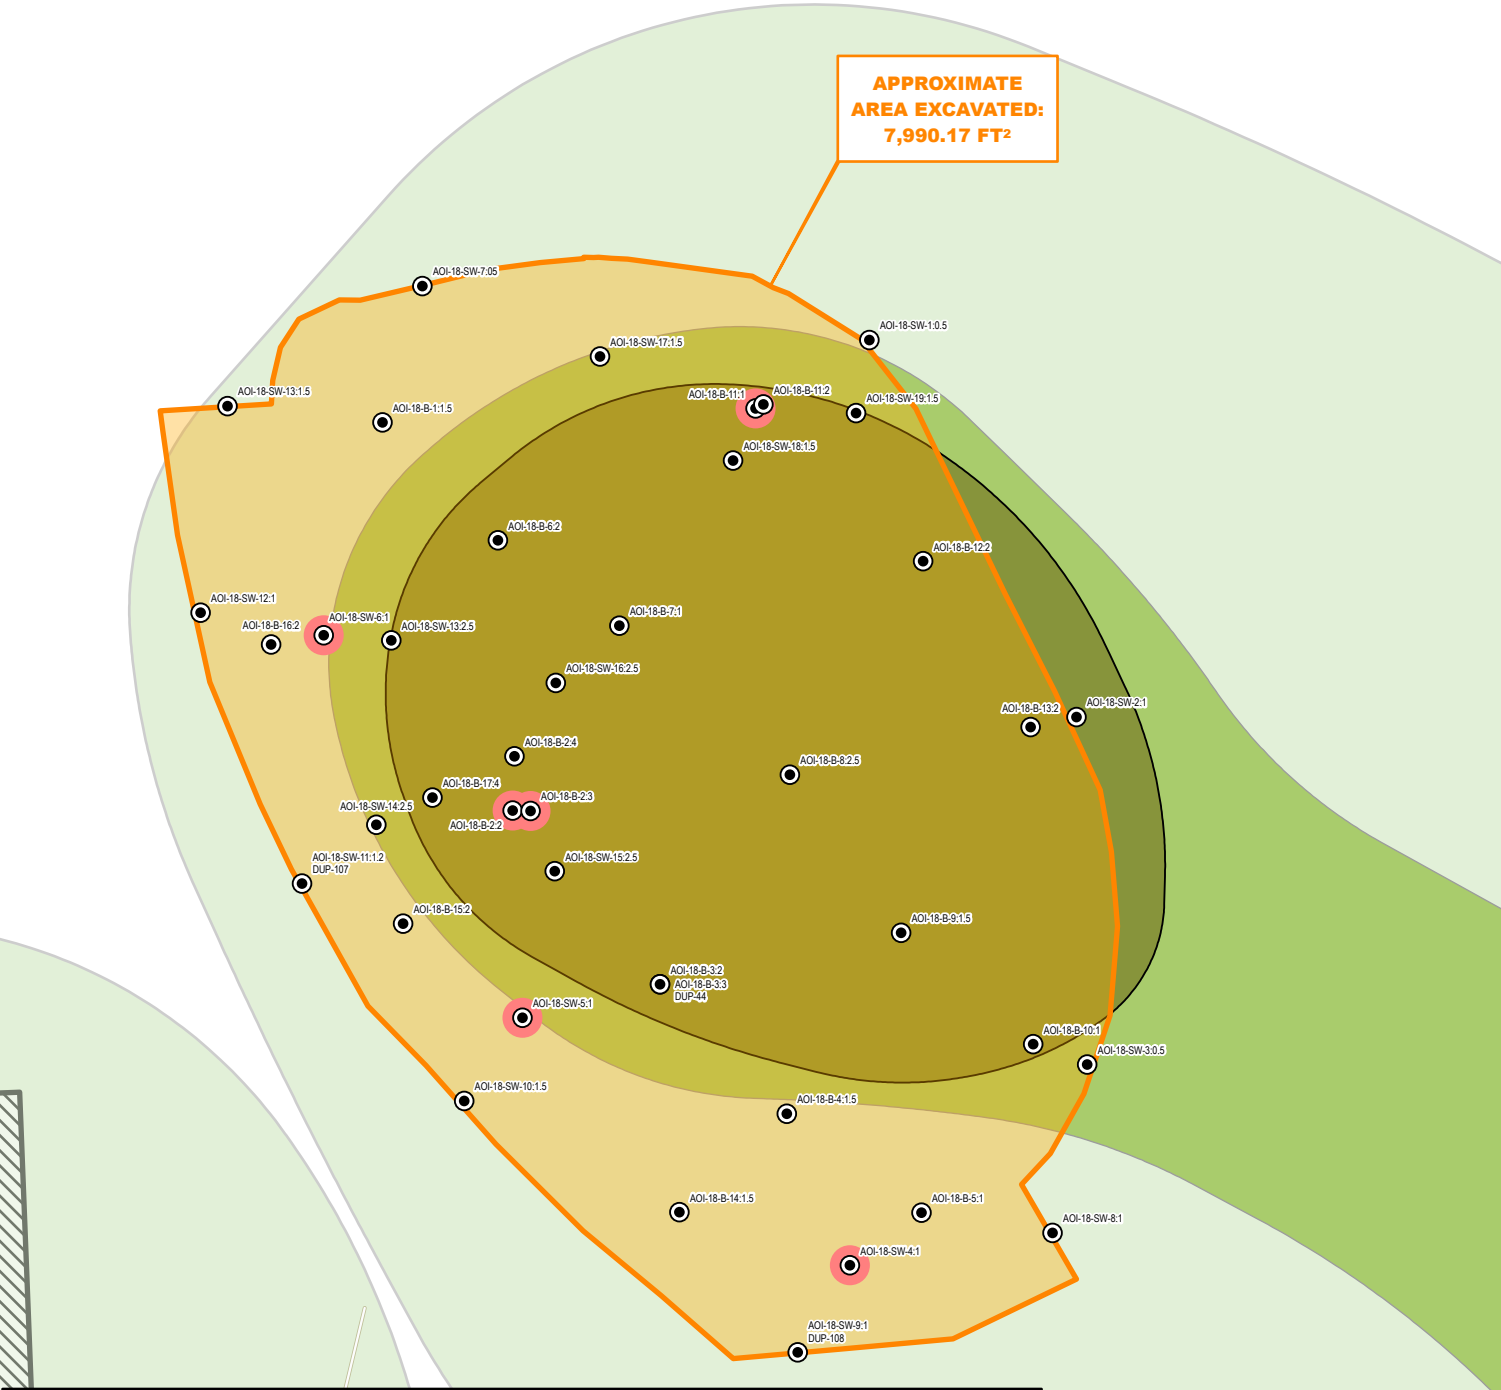 APPROXIMATE
AREA EXCAVATED:
7,990.17 FT²
AOI-18-SW-7:05
AOI-18-SW-1:0.5
AOI-18-SW-17:1.5
AOI-18-SW-13:1.5
AOI-18-B-11:1
AOI-18-B-11:2
AOI-18-SW-19:1.5
AOI-18-B-1:1.5
AOI-18-SW-18:1.5
AOI-18-B-6:2
AOI-18-B-12:2
AOI-18-SW-12:1
AOI-18-B-16:2
AOI-18-SW-6:1
AOI-18-SW-13:2.5
AOI-18-B-7:1
AOI-18-SW-16:2.5
AOI-18-B-13:2
AOI-18-SW-2:1
AOI-18-B-2:4
AOI-18-B-8:2.5
AOI-18-B-17:4
AOI-18-B-2:3
AOI-18-SW-14:2.5
AOI-18-B-2:2
AOI-18-SW-11:1.2
DUP-107
AOI-18-SW-15:2.5
AOI-18-B-15:2
AOI-18-B-9:1.5
AOI-18-B-3:2
AOI-18-B-3:3
DUP-44
AOI-18-SW-5:1
AOI-18-B-10:1
AOI-18-SW-3:0.5
AOI-18-SW-10:1.5
AOI-18-B-4:1.5
AOI-18-B-14:1.5
AOI-18-B-5:1
AOI-18-SW-8:1
AOI-18-SW-4:1
AOI-18-SW-9:1
DUP-108